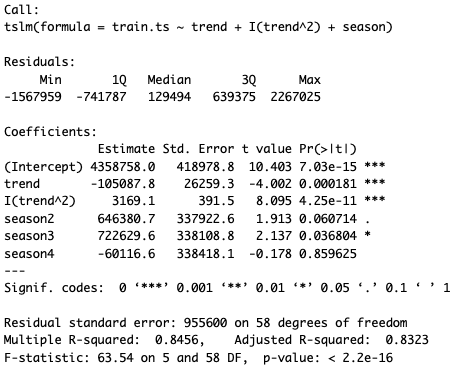 Call:
tslm(formula = train.ts ~ trend + I(trend^2) + season)
Residuals:
Min 1Q Median 3Q Max
-1567959 -741787 129494 639375 2267025
Coefficients:
Estimate Std. Error t value Pr(>|t|)
(Intercept) 4358758.0 418978.8 10.403 7.03e-15 ***
trend -105087.8 26259.3 -4.002 0.000181 ***
I(trend^2) 3169.1 391.5 8.095 4.25e-11 ***
season2 646380.7 337922.6 1.913 0.060714 .
season3 722629.6 338108.8 2.137 0.036804 *
season4 -60116.6 338418.1 -0.178 0.859625
---
Signif. codes: 0 ‘***’ 0.001 ‘**’ 0.01 ‘*’ 0.05 ‘.’ 0.1 ‘ ’ 1
Residual standard error: 955600 on 58 degrees of freedom
Multiple R-squared: 0.8456, Adjusted R-squared: 0.8323
F-statistic: 63.54 on 5 and 58 DF, p-value: < 2.2e-16